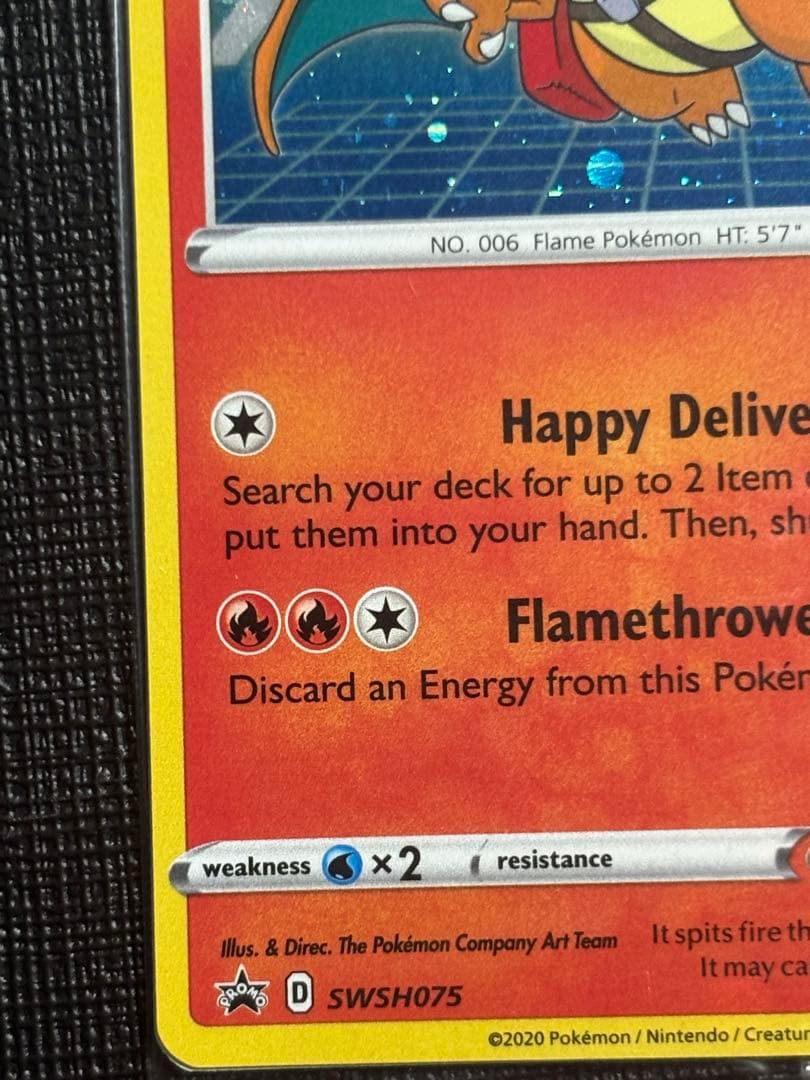 NO. 006 Flame Pokémon HT: 5'7"
Happy Delive
Search your deck for up to 2 Item
put them into your hand. Then, sh
Flamethrowe
Discard an Energy from this Pokém
weakness ×2 resistance
Illus. & Direc. The Pokémon Company Art Team
It spits fire th
It may ca
PROMO D SWSH075
©2020 Pokémon / Nintendo / Creatur